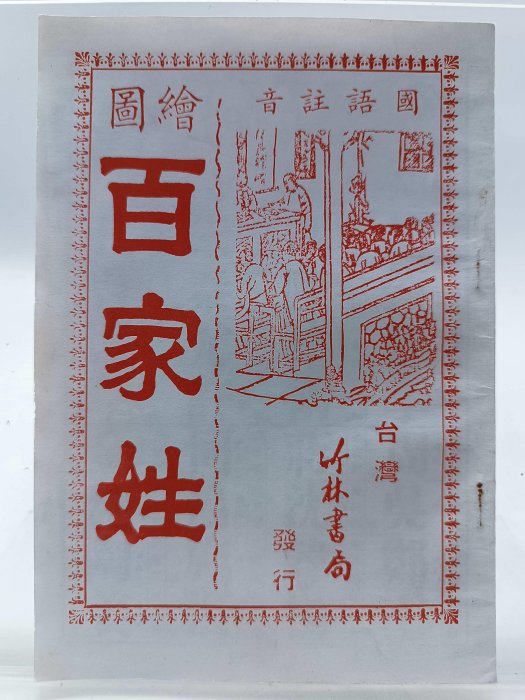 國語註音
繪圖
百家姓
台灣
竹林書局
發行